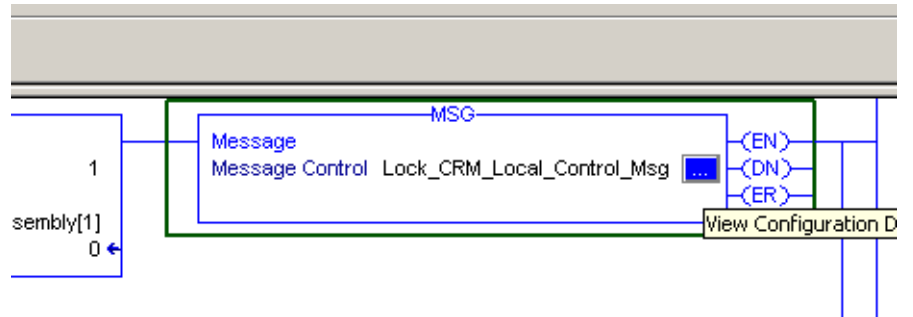 MSG
Message
Message Control Lock_CRM_Local_Control_Msg ...
(EN)
(DN)
(ER)
1
sembly[1]
0
View Configuration D